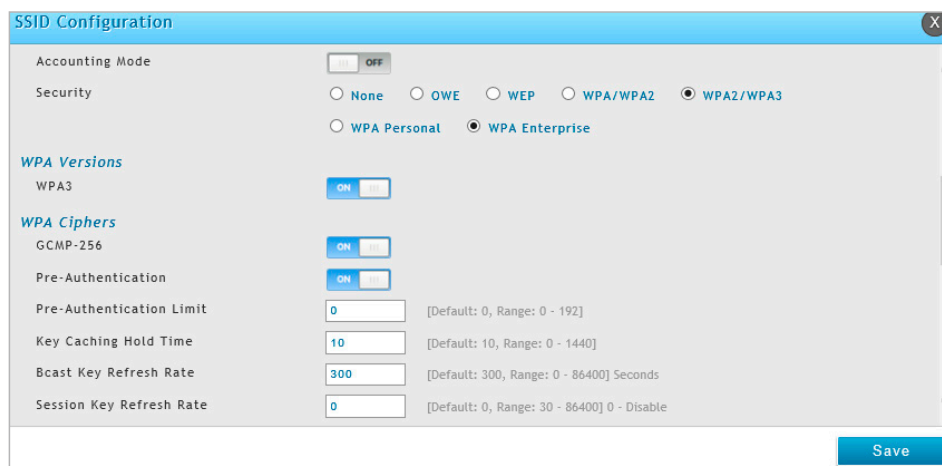 SSID Configuration X
Accounting Mode OFF
Security None OWE WEP WPA/WPA2 WPA2/WPA3
WPA Personal WPA Enterprise
WPA Versions
WPA3 ON
WPA Ciphers
GCMP-256 ON
Pre-Authentication ON
Pre-Authentication Limit 0 [Default: 0, Range: 0 - 192]
Key Caching Hold Time 10 [Default: 10, Range: 0 - 1440]
Bcast Key Refresh Rate 300 [Default: 300, Range: 0 - 86400] Seconds
Session Key Refresh Rate 0 [Default: 0, Range: 30 - 86400] 0 - Disable
Save